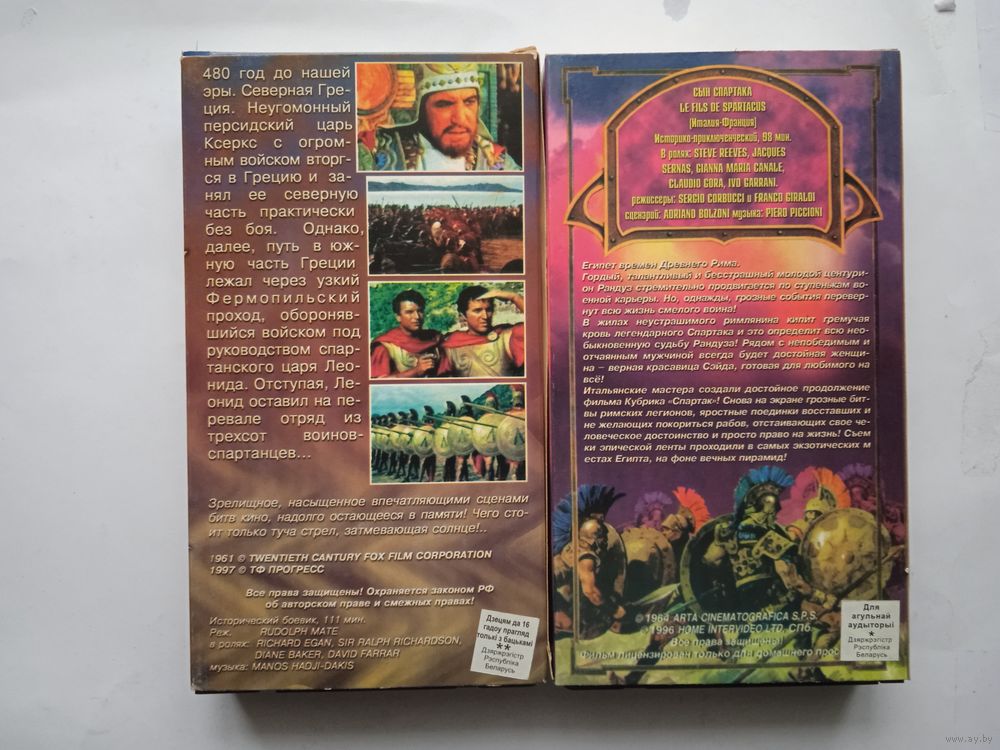 480 год до нашей
эры. Северная Гре-
ция. Неугомонный
персидский царь
Ксеркс с огром-
ным войском вторг-
ся в Грецию и за-
нял ее северную
часть практически
без боя. Однако,
далее, путь в юж-
ную часть Греции
лежал через узкий
Фермопильский
проход, обороняв-
шийся войском под
руководством спар-
танского царя Лео-
нида. Отступая, Ле-
онид оставил на пе-
ревале отряд из
трехсот воинов-
спартанцев...
Зрелищное, насыщенное впечатляющими сценами
битв кино, надолго остающееся в памяти! Чего сто-
ит только туча стрел, затмевающая солнце!..
1961 © TWENTIETH CANTURY FOX FILM CORPORATION
1997 © ТФ ПРОГРЕСС
Все права защищены! Охраняется законом РФ
об авторском праве и смежных правах!
Исторический боевик, 111 мин.
Реж. RUDOLPH MATE
в ролях: RICHARD EGAN, SIR RALPH RICHARDSON,
DIANE BAKER, DAVID FARRAR
музыка: MANOS HADJI-DAKIS
Дзецям да 16
гадоу прагляд
толькі з бацькамі
**
Дзяржрэгістр
Рэспубліка
Беларусь
СЫН СПАРТАКА
LE FILS DE SPARTACUS
(Италия-Франция)
Историко-приключенческий, 98 мин.
В ролях: STEVE REEVES, JACQUES
SERNAS, GIANNA MARIA CANALE,
CLAUDIO GORA, IVO GARRANI.
режиссеры: SERGIO CORBUCCI и FRANCO GIRALDI
сценарий: ADRIANO BOLZONI музыка: PIERO PICCIONI
Египет времен Древнего Рима.
Гордый, талантливый и бесстрашный молодой центури-
он Рандуз стремительно продвигается по ступенькам во-
енной карьеры. Но, однажды, грозные события перевер-
нут всю жизнь смелого воина!
В жилах неустрашимого римлянина кипит гремучая
кровь легендарного Спартака и это определит всю нео-
быкновенную судьбу Рандуза! Рядом с непобедимым и
отчаянным мужчиной всегда будет достойная женщи-
на – верная красавица Сэйда, готовая для любимого на
всё!
Итальянские мастера создали достойное продолжение
фильма Кубрика «Спартак»! Снова на экране грозные бит-
вы римских легионов, яростные поединки восставших и
не желающих покориться рабов, отстаивающих свое че-
ловеческое достоинство и просто право на жизнь! Съем
ки эпической ленты проходили в самых экзотических м
естах Египта, на фоне вечных пирамид!
© 1964 ARTA CINEMATOGRAFICA S.P.S.
© 1996 HOME INTERVIDEO LTD, СПб.
Все права защищены!
Фильм лицензирован только для домашнего прос
Для
агульнай
аудыторыі
*
Дзяржрэгістр
Рэспубліка
Беларусь
www.ay.by